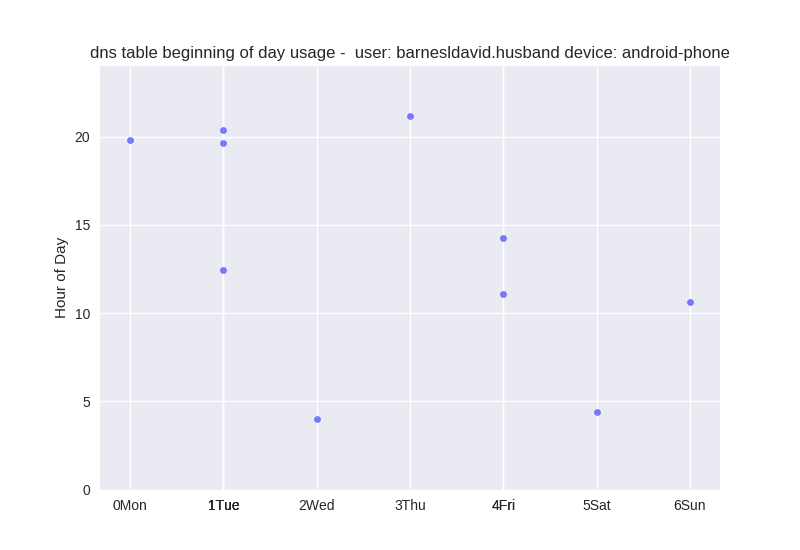 dns table beginning of day usage -  user: barnesldavid.husband device: android-phone
20
15
10
5
0
Hour of Day
0Mon 1Tue 2Wed 3Thu 4Fri 5Sat 6Sun